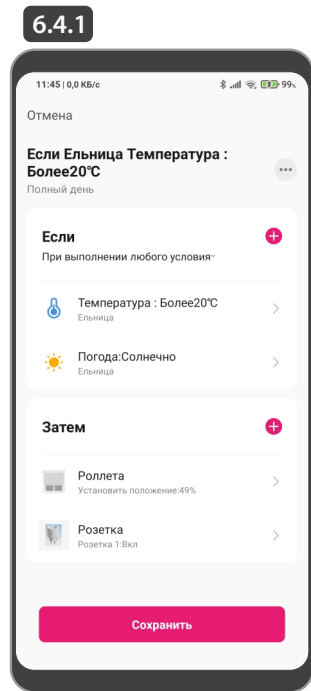 6.4.1
11:45 | 0,0 КБ/с 99%
Отмена
Если Ельница Температура :
Более20℃
Полный день
Если
При выполнении любого условия
Температура : Более20℃
Ельница
Погода:Солнечно
Ельница
Затем
Роллета
Установить положение:49%
Розетка
Розетка 1:Вкл
Сохранить